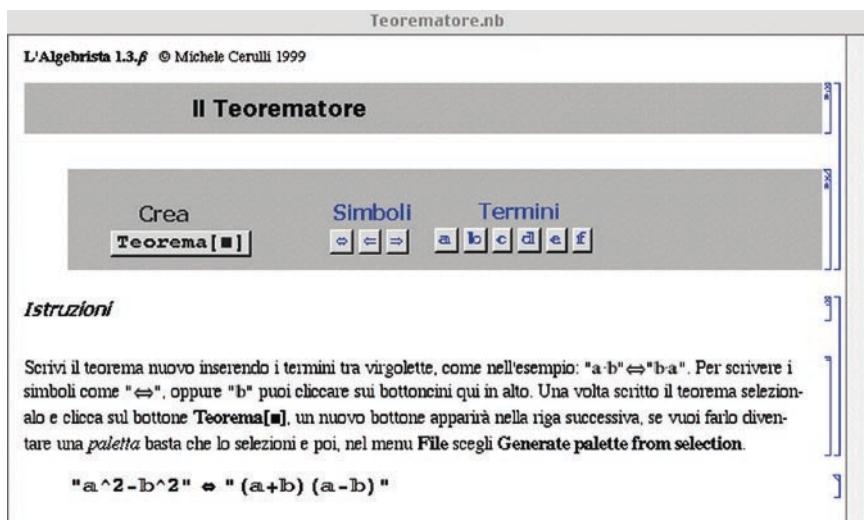 Teorematore.nb
L'Algebrista 1.3.β © Michele Cerulli 1999
Il Teorematore
Crea Simboli Termini
Teorema[■] ⇔ ⇐ ⇒ a b c d e f
Istruzioni
Scrivi il teorema nuovo inserendo i termini tra virgolette, come nell'esempio: "a·b"⇔"b·a". Per scrivere i
simboli come "⇔", oppure "b" puoi cliccare sui bottoncini qui in alto. Una volta scritto il teorema selezion-
alo e clicca sul bottone Teorema[■], un nuovo bottone apparirà nella riga successiva, se vuoi farlo diven-
tare una paletta basta che lo selezioni e poi, nel menu File scegli Generate palette from selection.
"a^2-b^2" ⇔ "(a+b) (a-b)"